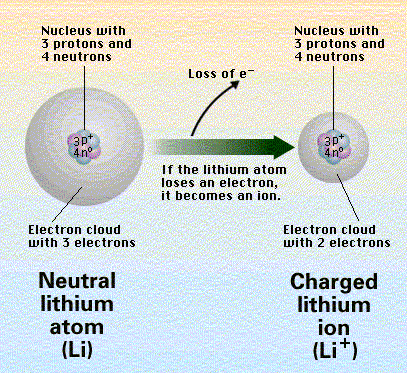 Nucleus with
3 protons and
4 neutrons
Nucleus with
3 protons and
4 neutrons
Loss of e⁻
3p⁺
4n⁰
3p⁺
4n⁰
If the lithium atom
loses an electron,
it becomes an ion.
Electron cloud
with 3 electrons
Electron cloud
with 2 electrons
Neutral
lithium
atom
(Li)
Charged
lithium
ion
(Li⁺)